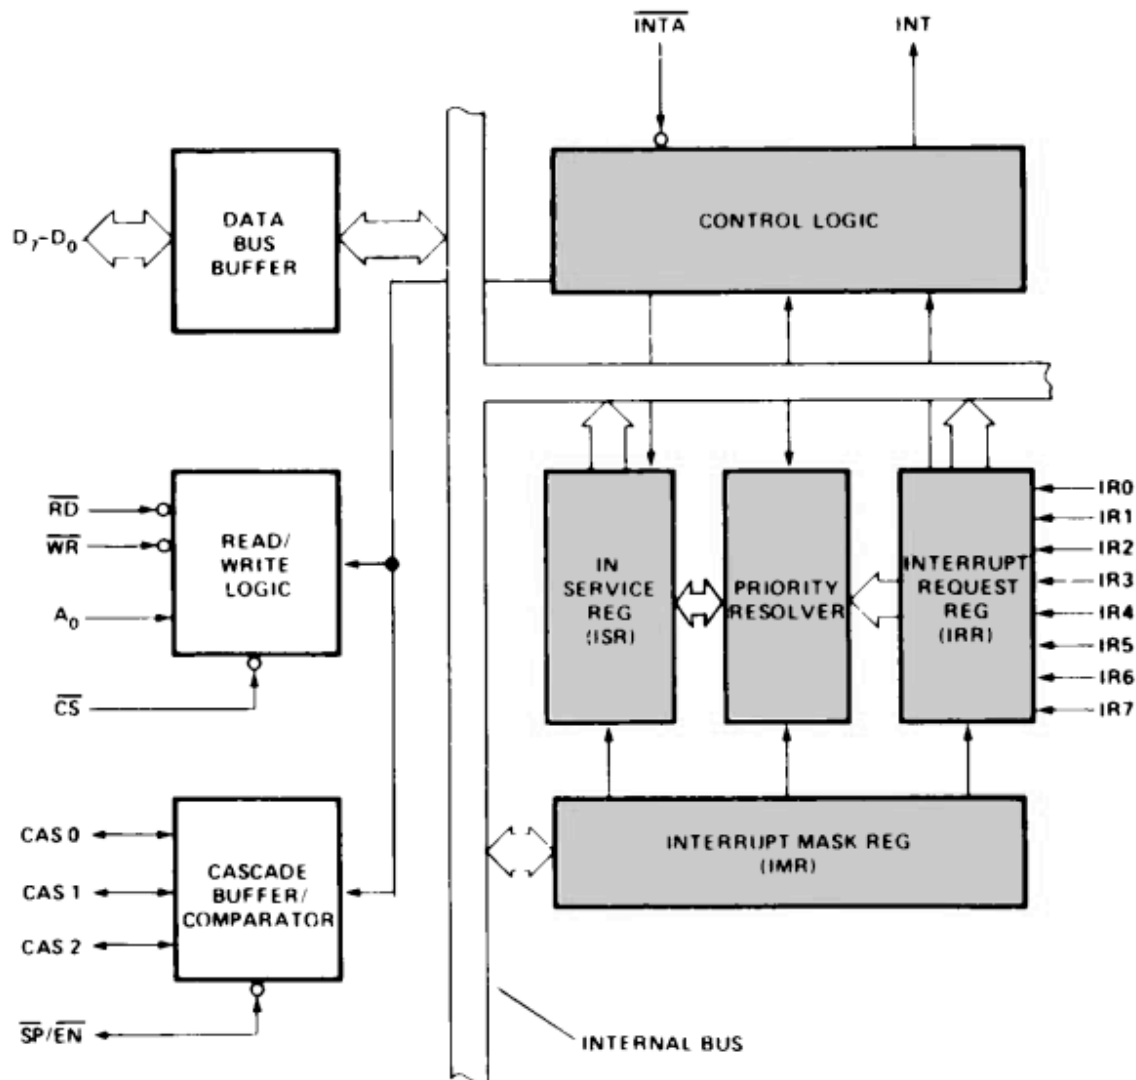 INTA
INT
DATA
BUS
BUFFER
D7-D0
CONTROL LOGIC
RD
WR
A0
CS
READ/
WRITE
LOGIC
IN
SERVICE
REG
(ISR)
PRIORITY
RESOLVER
INTERRUPT
REQUEST
REG
(IRR)
IR0
IR1
IR2
IR3
IR4
IR5
IR6
IR7
CAS 0
CAS 1
CAS 2
SP/EN
CASCADE
BUFFER/
COMPARATOR
INTERRUPT MASK REG
(IMR)
INTERNAL BUS